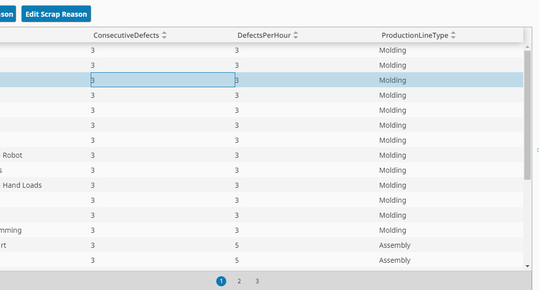 son Edit Scrap Reason
ConsecutiveDefects DefectsPerHour ProductionLineType
3 3 Molding
3 3 Molding
3 3 Molding
3 3 Molding
3 3 Molding
3 3 Molding
3 3 Molding
Robot 3 3 Molding
s 3 3 Molding
Hand Loads 3 3 Molding
3 3 Molding
3 3 Molding
mming 3 3 Molding
rt 3 5 Assembly
3 5 Assembly
1 2 3